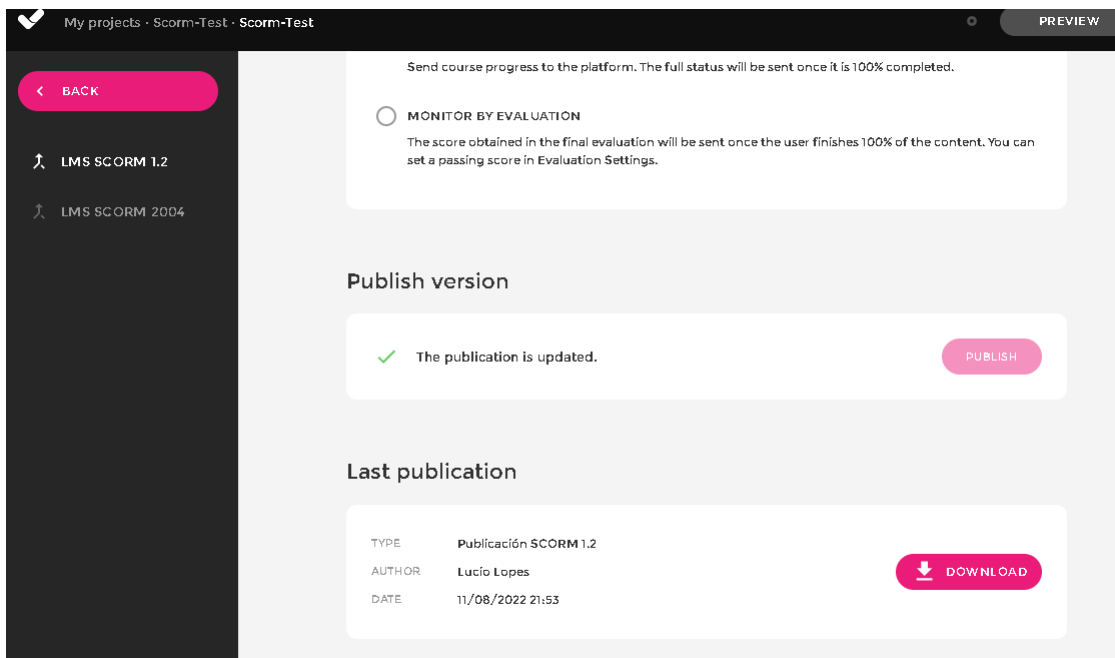 My projects · Scorm-Test · Scorm-Test
PREVIEW
BACK
LMS SCORM 1.2
LMS SCORM 2004
Send course progress to the platform. The full status will be sent once it is 100% completed.
MONITOR BY EVALUATION
The score obtained in the final evaluation will be sent once the user finishes 100% of the content. You can
set a passing score in Evaluation Settings.
Publish version
The publication is updated.
PUBLISH
Last publication
TYPE Publicación SCORM 1.2
AUTHOR Lucío Lopes
DATE 11/08/2022 21:53
DOWNLOAD